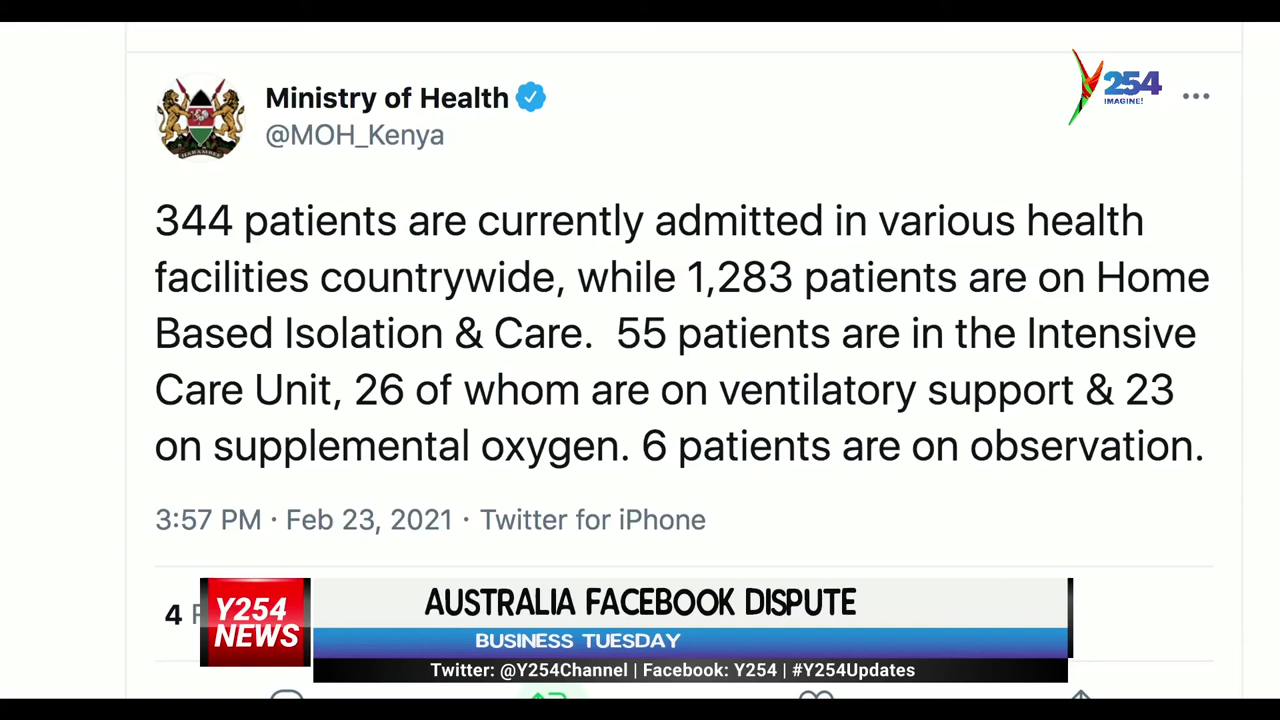 Ministry of Health
@MOH_Kenya
254
IMAGINE!
HARAMBEE
344 patients are currently admitted in various health
facilities countrywide, while 1,283 patients are on Home
Based Isolation & Care.  55 patients are in the Intensive
Care Unit, 26 of whom are on ventilatory support & 23
on supplemental oxygen. 6 patients are on observation.
3:57 PM · Feb 23, 2021 · Twitter for iPhone
4
Y254
NEWS
AUSTRALIA FACEBOOK DISPUTE
BUSINESS TUESDAY
Twitter: @Y254Channel | Facebook: Y254 | #Y254Updates